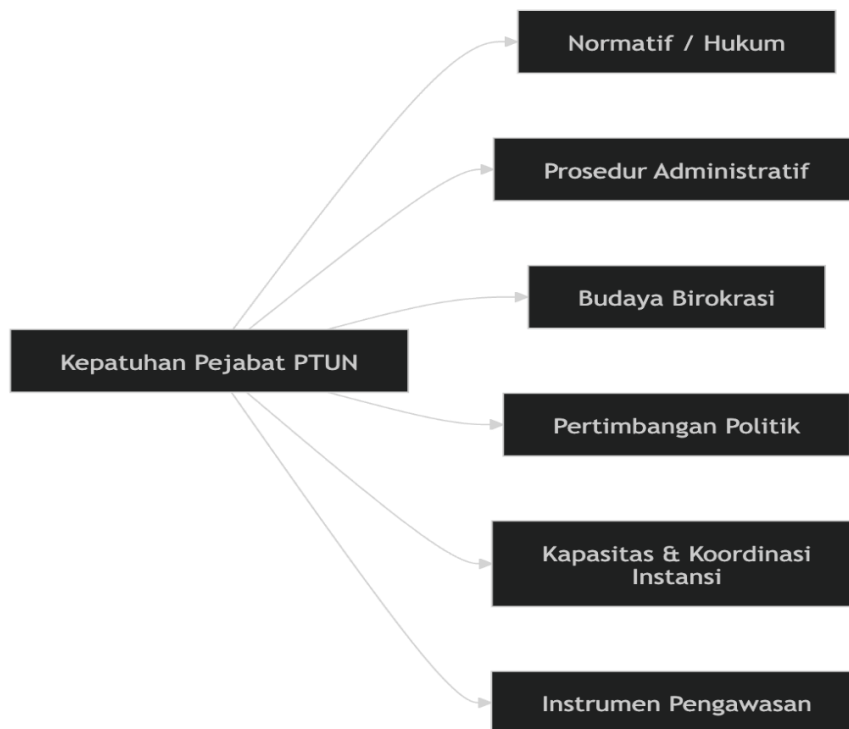 Normatif / Hukum
Prosedur Administratif
Budaya Birokrasi
Kepatuhan Pejabat PTUN
Pertimbangan Politik
Kapasitas & Koordinasi
Instansi
Instrumen Pengawasan